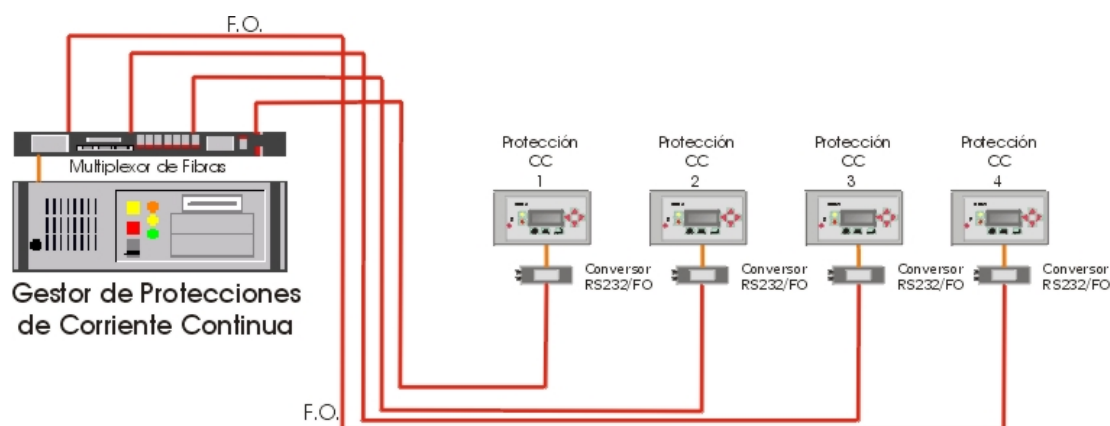 F.O.
Multiplexor de Fibras
Gestor de Protecciones
de Corriente Continua
Protección
CC
1
Protección
CC
2
Protección
CC
3
Protección
CC
4
Conversor
RS232/FO
Conversor
RS232/FO
Conversor
RS232/FO
Conversor
RS232/FO
F.O.